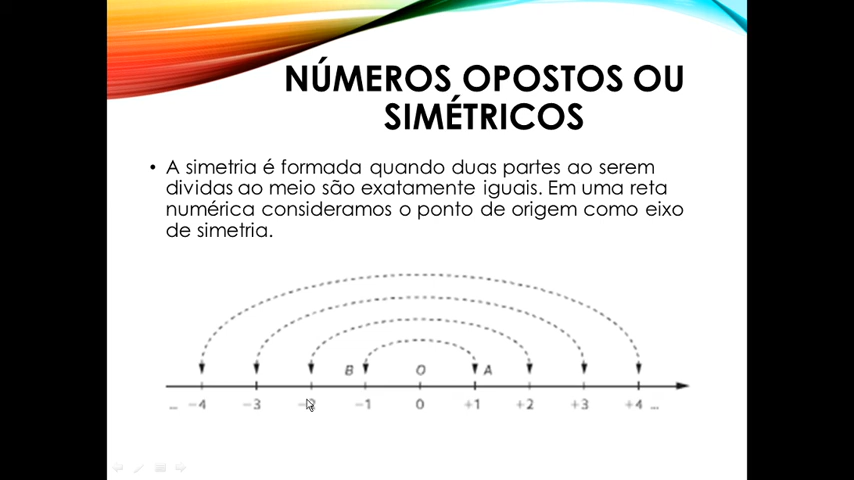 NÚMEROS OPOSTOS OU
SIMÉTRICOS
• A simetria é formada quando duas partes ao serem
dividas ao meio são exatamente iguais. Em uma reta
numérica consideramos o ponto de origem como eixo
de simetria.
B O A
... −4 −3 −2 −1 0 +1 +2 +3 +4 ...